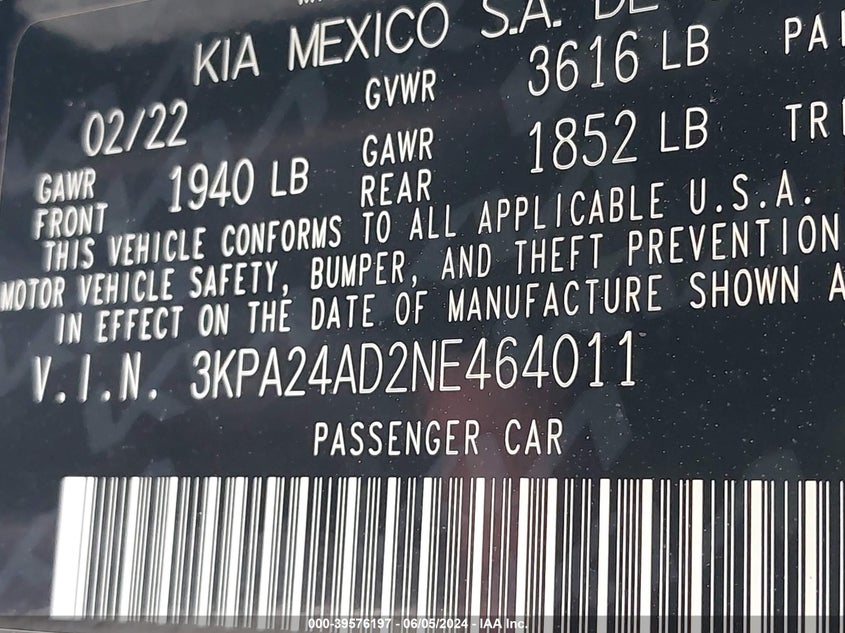 KIA MEXICO S.A. DE
02/22 GVWR 3616 LB
GAWR FRONT 1940 LB GAWR REAR 1852 LB
THIS VEHICLE CONFORMS TO ALL APPLICABLE U.S.A.
MOTOR VEHICLE SAFETY, BUMPER, AND THEFT PREVENTION
IN EFFECT ON THE DATE OF MANUFACTURE SHOWN A
V.I.N. 3KPA24AD2NE464011
PASSENGER CAR
000-39576197 - 06/05/2024 - IAA Inc.